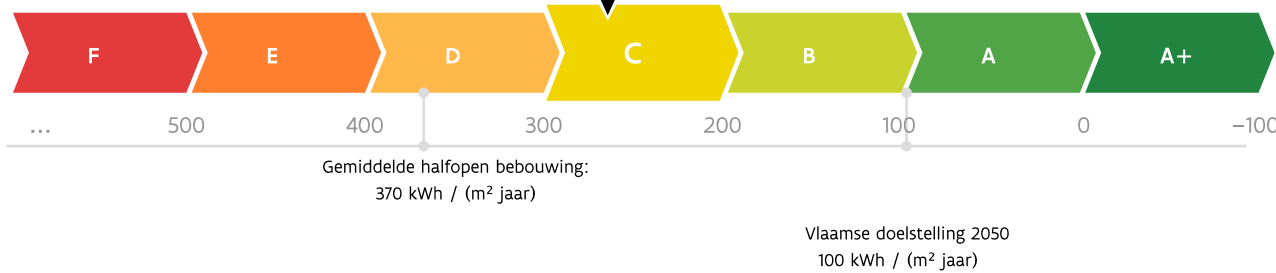 F E D C B A A+
... 500 400 300 200 100 0 –100
Gemiddelde halfopen bebouwing:
370 kWh / (m² jaar)
Vlaamse doelstelling 2050
100 kWh / (m² jaar)